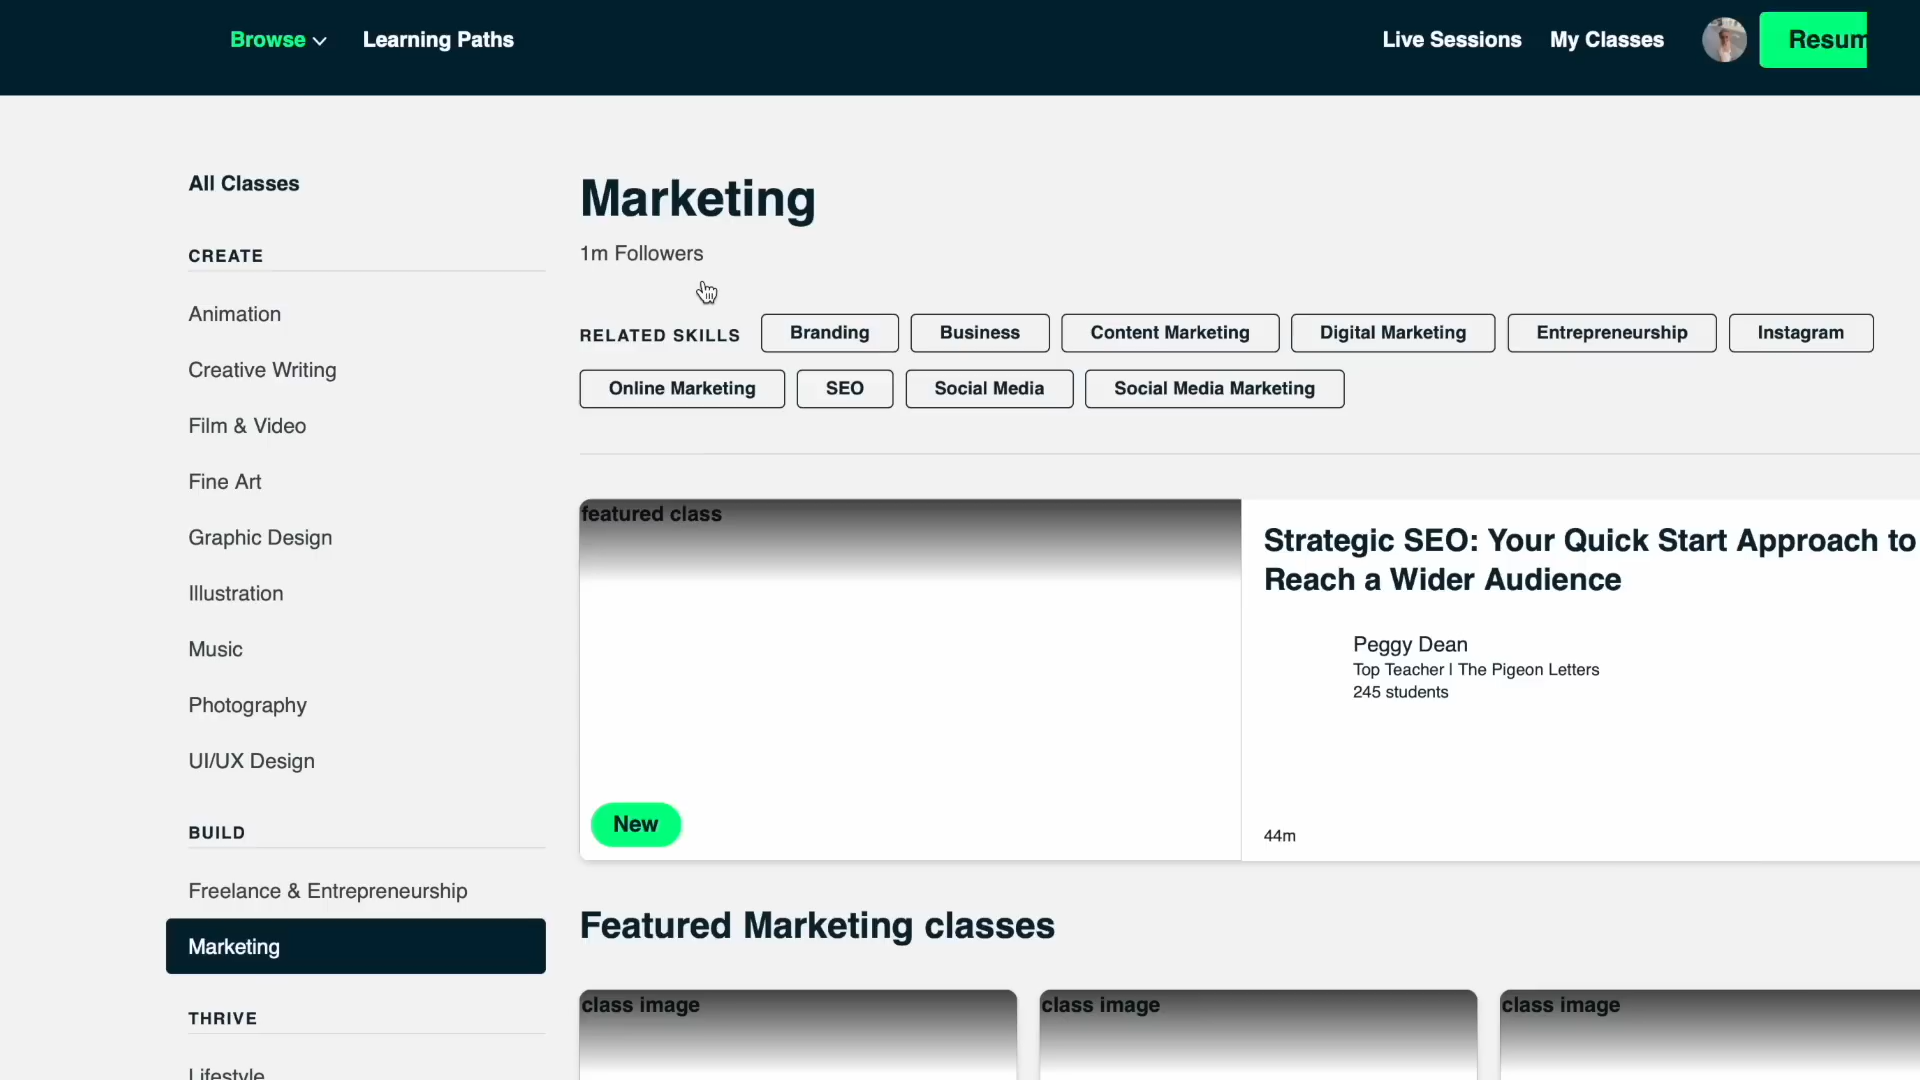 Browse
Learning Paths
Live Sessions
My Classes
All Classes
CREATE
Animation
Creative Writing
Film & Video
Fine Art
Graphic Design
Illustration
Music
Photography
UI/UX Design
BUILD
Freelance & Entrepreneurship
Marketing
THRIVE
Lifestyle
Marketing
1m Followers
RELATED SKILLS
Branding
Business
Content Marketing
Digital Marketing
Entrepreneurship
Instagram
Online Marketing
SEO
Social Media
Social Media Marketing
featured class
New
Strategic SEO: Your Quick Start Approach to
Reach a Wider Audience
Peggy Dean
Top Teacher | The Pigeon Letters
245 students
44m
Featured Marketing classes
class image
class image
class image